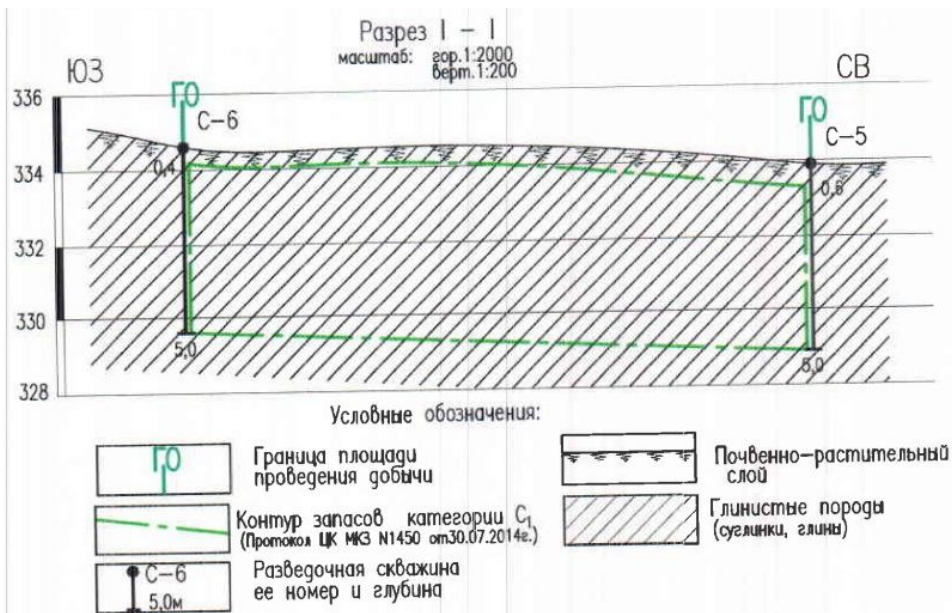 Разрез I – I
масштаб: гор.1:2000
верт.1:200
ЮЗ
СВ
336
334
332
330
328
ГО
С-6
0,4
5,0
ГО
С-5
0,6
5,0
Условные обозначения:
ГО
Граница площади
проведения добычи
Контур запасов категории C₁
(Протокол ЦК МКЗ N1450 от30.07.2014г.)
С-6
5,0м
Разведочная скважина
ее номер и глубина
Почвенно-растительный
слой
Глинистые породы
(суглинки, глины)